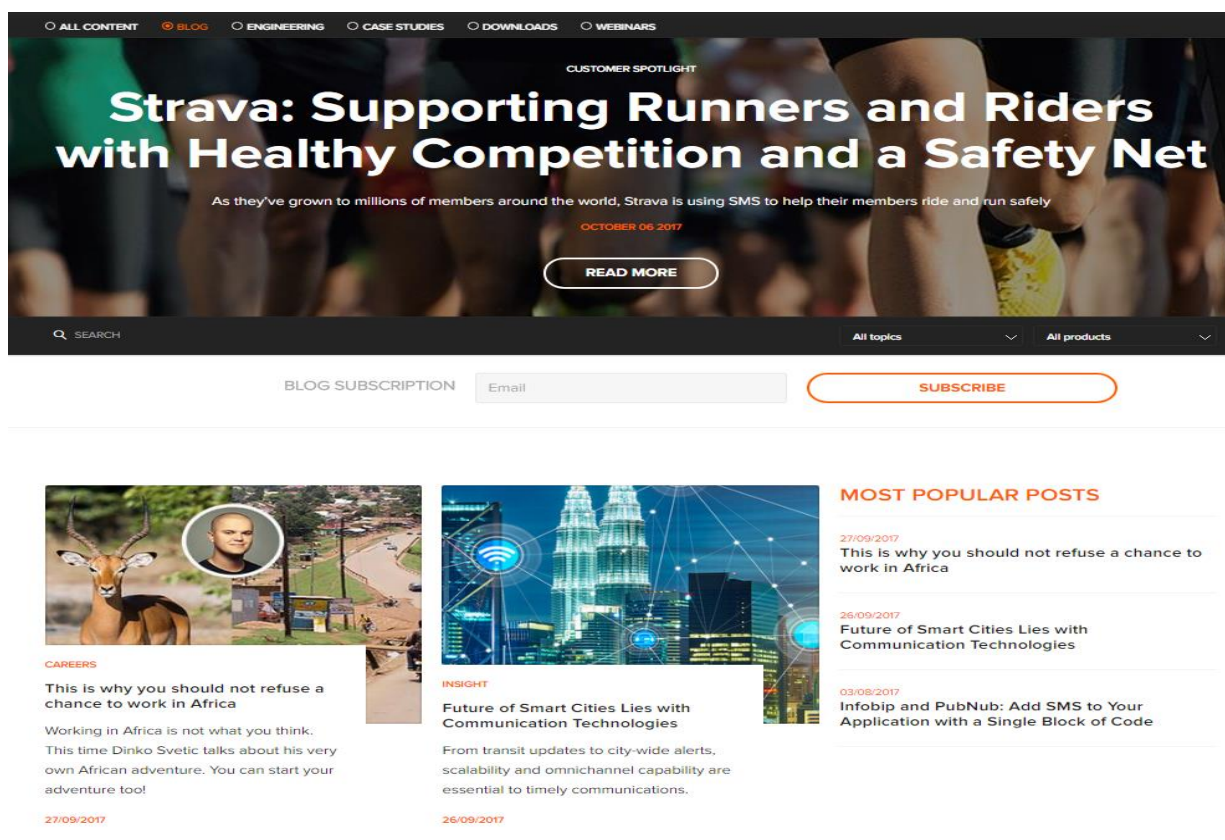 ALL CONTENT BLOG ENGINEERING CASE STUDIES DOWNLOADS WEBINARS
CUSTOMER SPOTLIGHT
Strava: Supporting Runners and Riders
with Healthy Competition and a Safety Net
As they've grown to millions of members around the world, Strava is using SMS to help their members ride and run safely
OCTOBER 06 2017
READ MORE
SEARCH
All topics
All products
BLOG SUBSCRIPTION
Email
SUBSCRIBE
CAREERS
This is why you should not refuse a
chance to work in Africa
Working in Africa is not what you think.
This time Dinko Svetic talks about his very
own African adventure. You can start your
adventure too!
27/09/2017
INSIGHT
Future of Smart Cities Lies with
Communication Technologies
From transit updates to city-wide alerts,
scalability and omnichannel capability are
essential to timely communications.
26/09/2017
MOST POPULAR POSTS
27/09/2017
This is why you should not refuse a chance to
work in Africa
26/09/2017
Future of Smart Cities Lies with
Communication Technologies
03/08/2017
Infobip and PubNub: Add SMS to Your
Application with a Single Block of Code